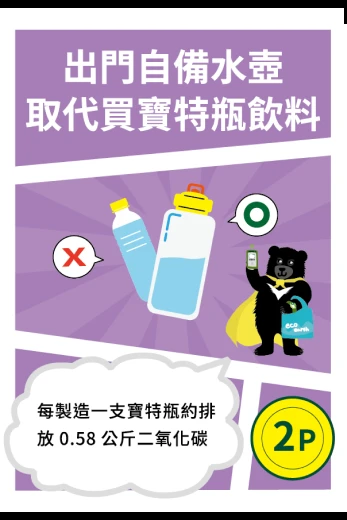 出門自備水壺
取代買寶特瓶飲料
X
O
eco
earth
每製造一支寶特瓶約排
放 0.58 公斤二氧化碳
2P